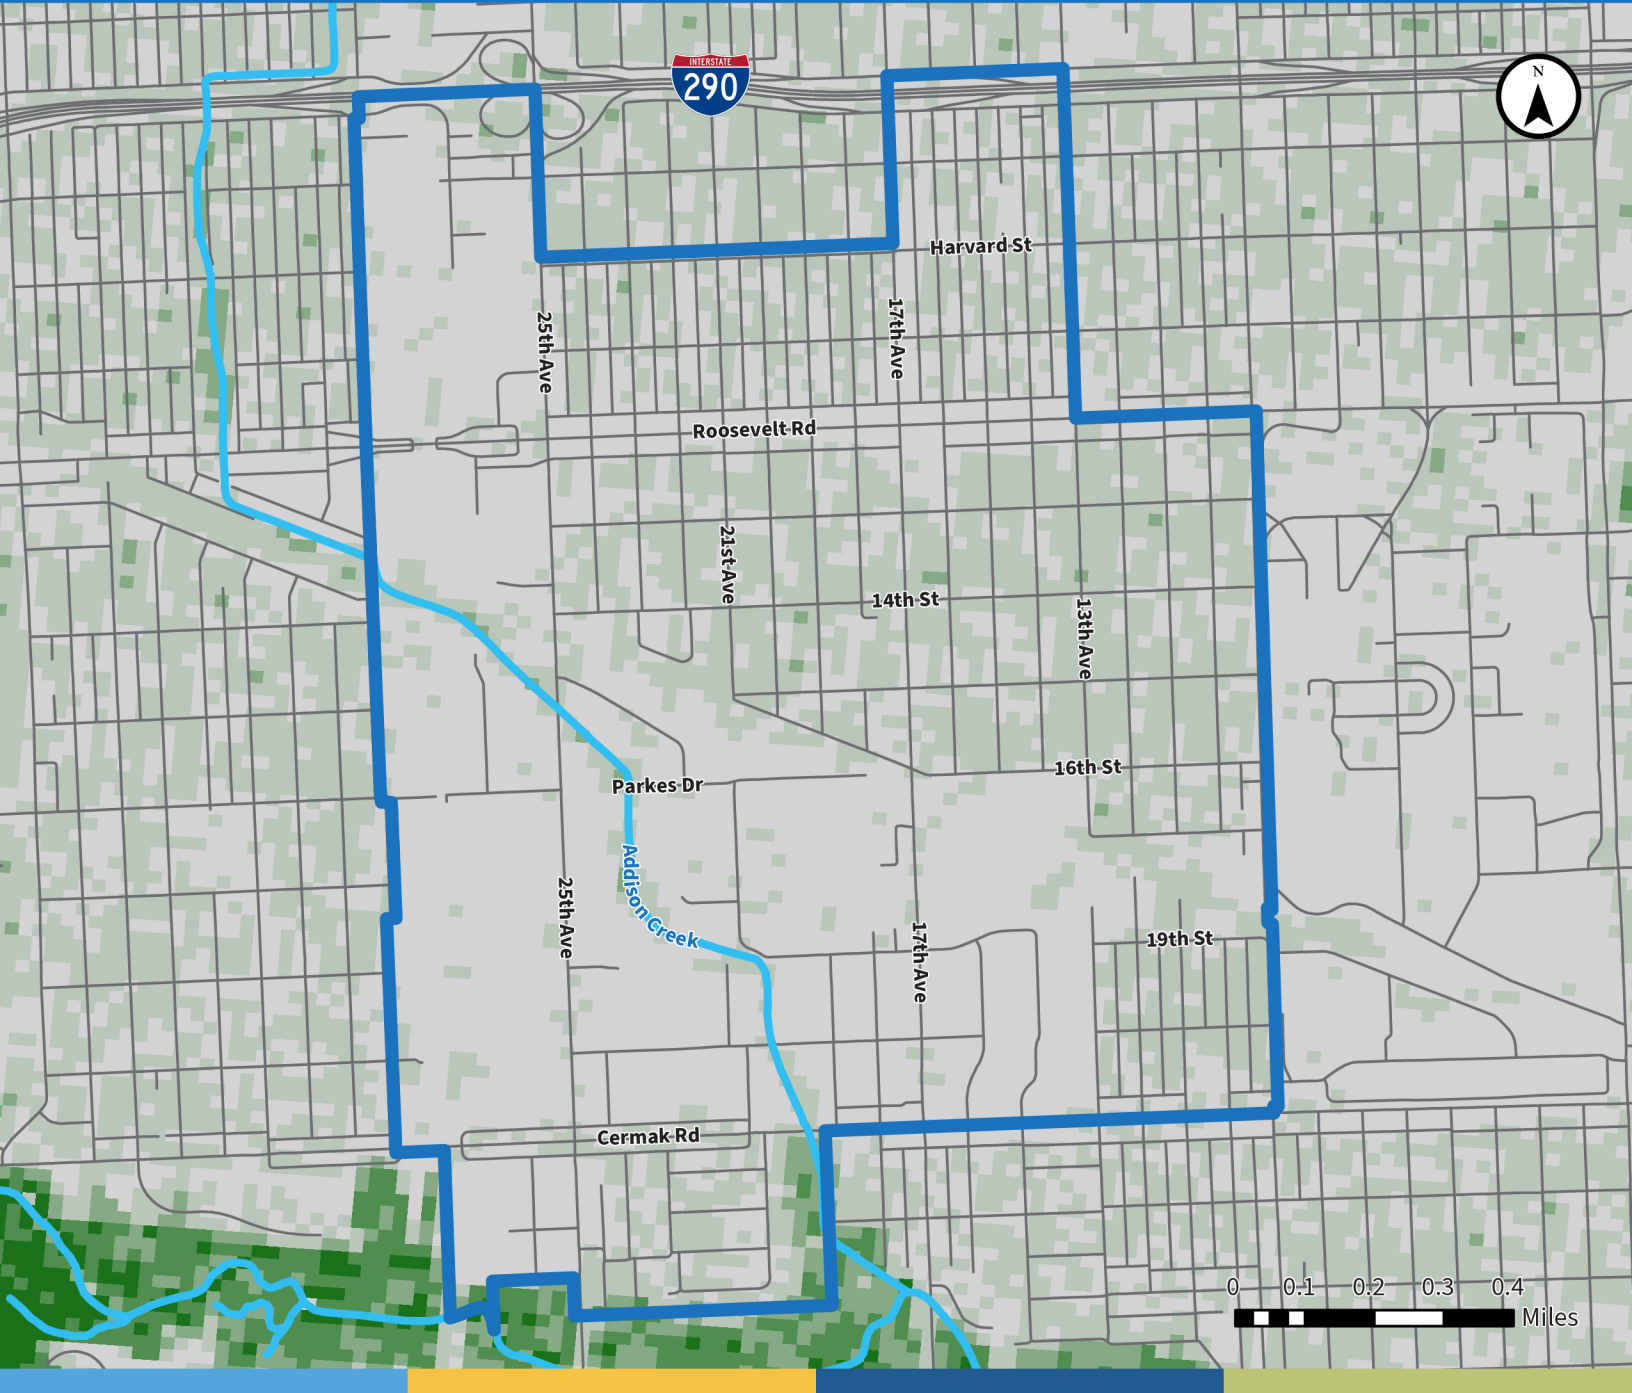 INTERSTATE
290
N
Harvard St
25th Ave
17th Ave
Roosevelt Rd
21st Ave
14th St
13th Ave
16th St
Parkes Dr
Addison Creek
25th Ave
17th Ave
19th St
Cermak Rd
0 0.1 0.2 0.3 0.4
Miles